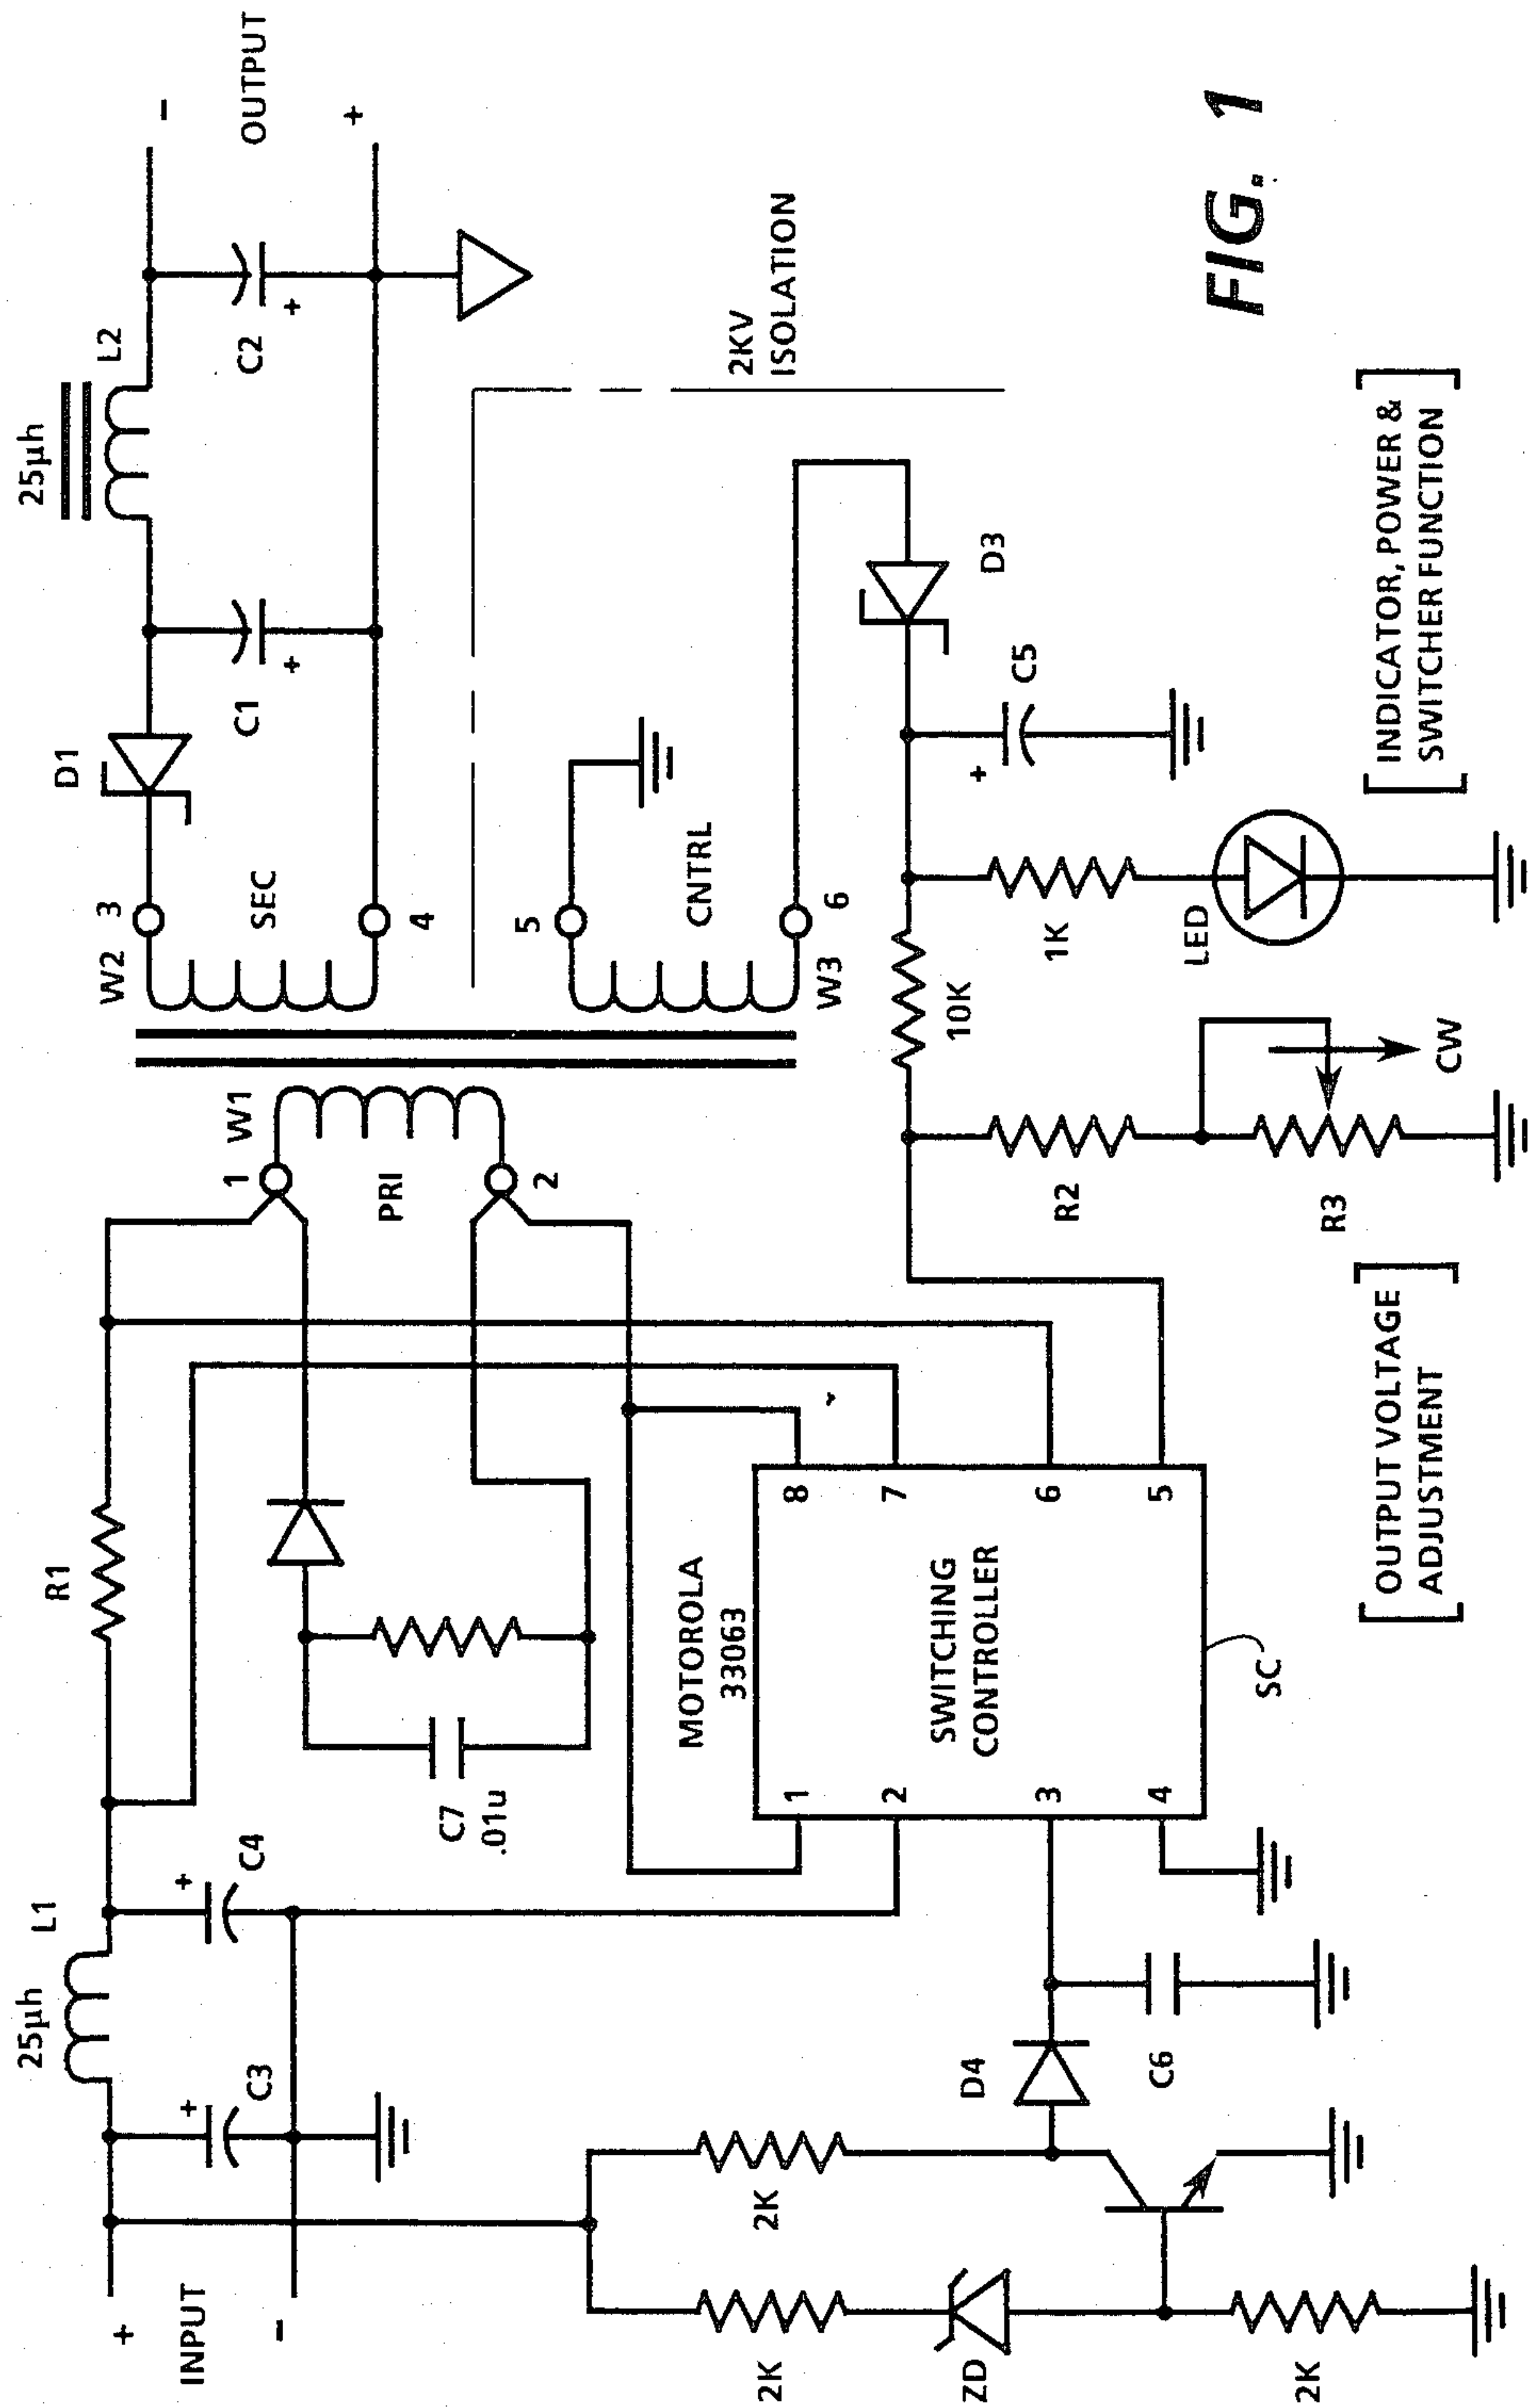 INPUT
+
-
25µh
L1
C3
+
C4
+
R1
C7
.01u
1
W1
PRI
2
W2
3
SEC
4
D1
C1
+
25µh
L2
C2
+
-
OUTPUT
+
2KV
ISOLATION
5
CNTRL
6
W3
D3
+
C5
MOTOROLA
33063
SWITCHING
CONTROLLER
1
2
3
4
8
7
6
5
SC
10K
1K
LED
R2
R3
CW
2K
2K
ZD
2K
D4
C6
[OUTPUT VOLTAGE
ADJUSTMENT]
[INDICATOR, POWER &
SWITCHER FUNCTION]
FIG. 1